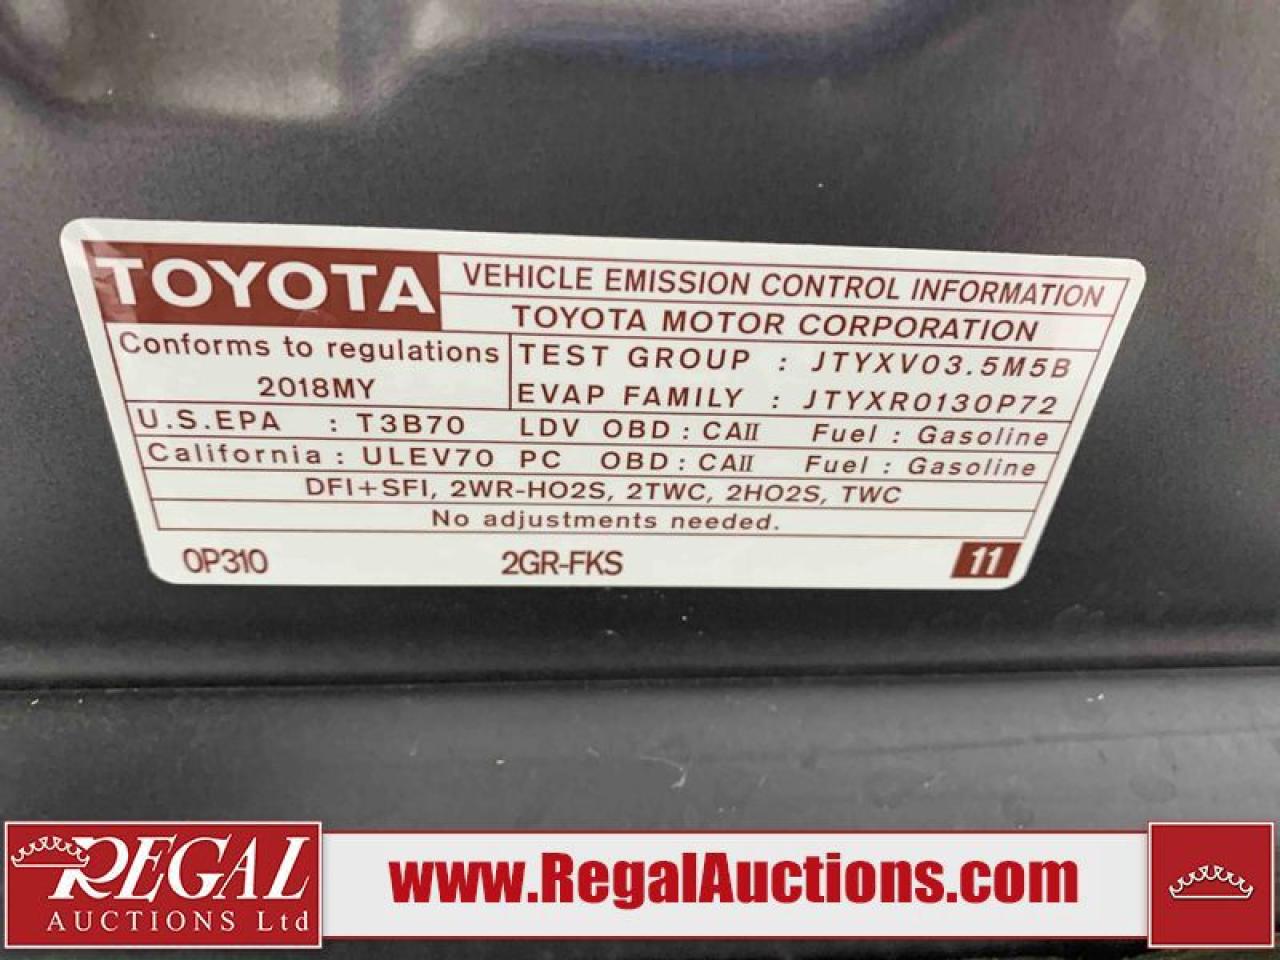 TOYOTA
VEHICLE EMISSION CONTROL INFORMATION
TOYOTA MOTOR CORPORATION
Conforms to regulations
2018MY
TEST GROUP : JTYXV03.5M5B
EVAP FAMILY : JTYXR0130P72
U.S.EPA : T3B70 LDV OBD : CAII Fuel : Gasoline
California : ULEV70 PC OBD : CAII Fuel : Gasoline
DFI+SFI, 2WR-HO2S, 2TWC, 2HO2S, TWC
No adjustments needed.
0P310 2GR-FKS 11
REGAL
AUCTIONS Ltd
www.RegalAuctions.com